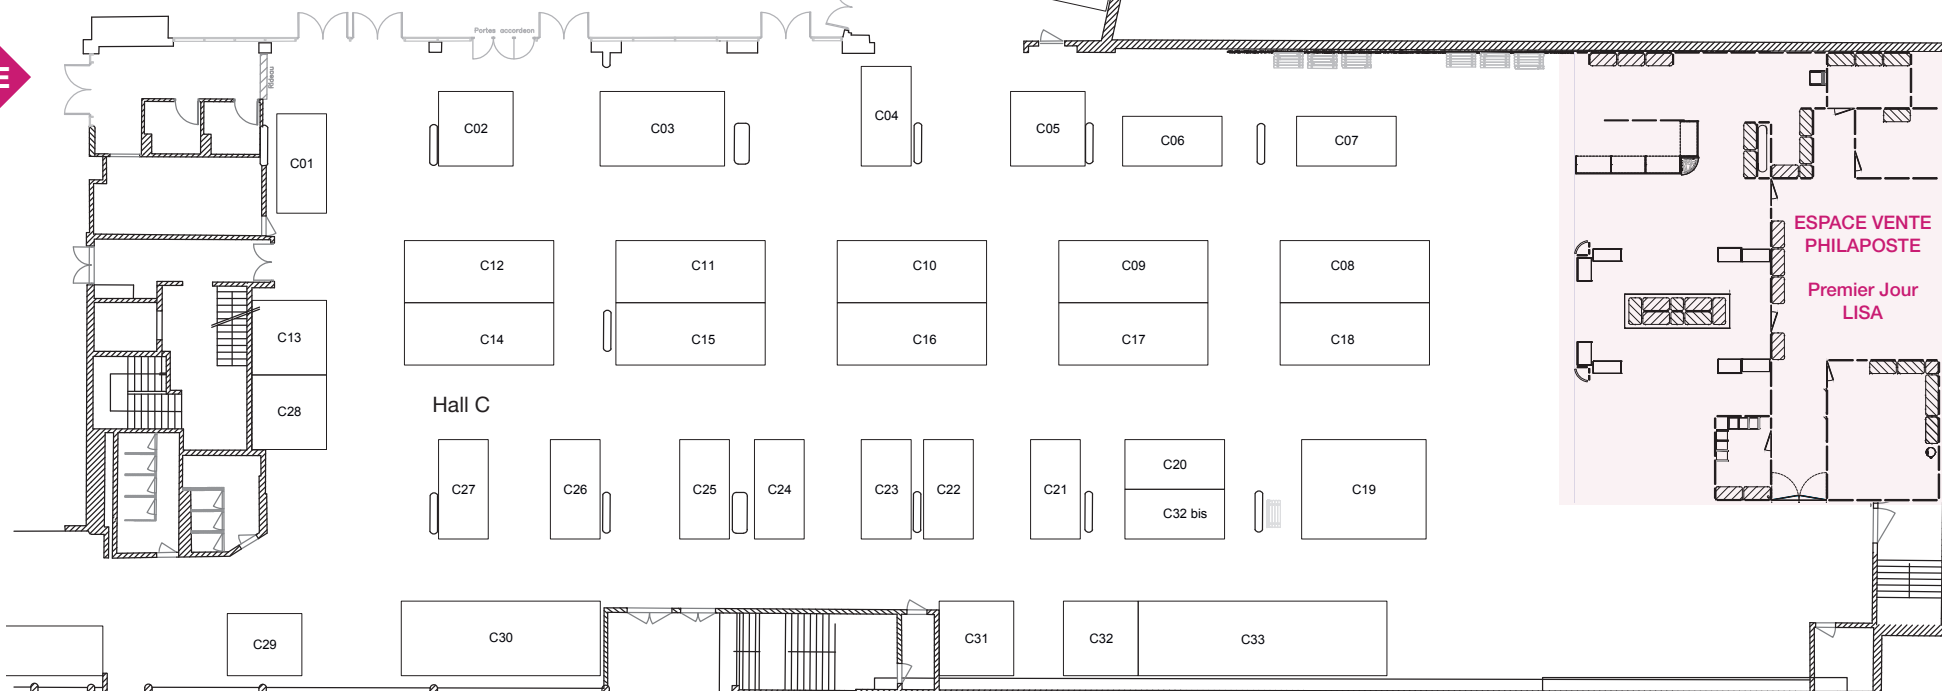 Portes accordeon
E
Rideau
C01
C02
C03
C04
C05
C06
C07
ESPACE VENTE
PHILAPOSTE
Premier Jour
LISA
C12
C11
C10
C09
C08
C13
C14
C15
C16
C17
C18
C28
Hall C
C27
C26
C25
C24
C23
C22
C21
C20
C32 bis
C19
C29
C30
C31
C32
C33